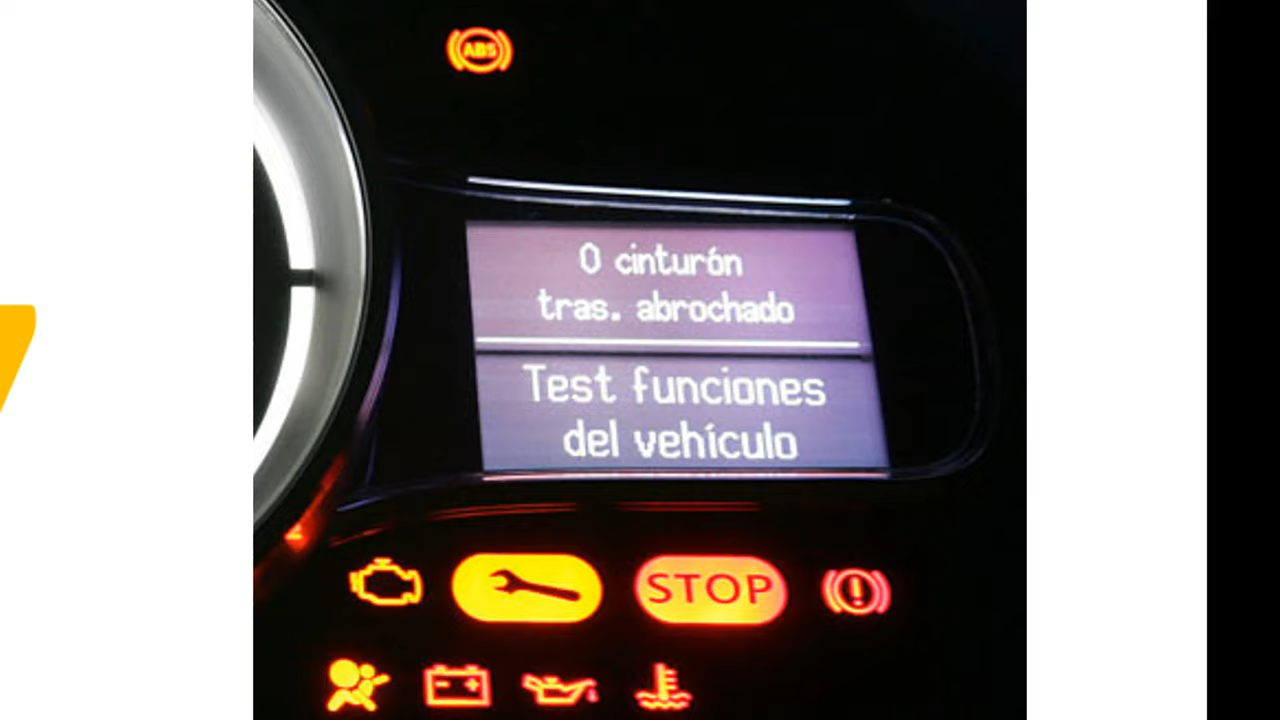 ABS
0 cinturón
tras. abrochado
Test funciones
del vehículo
STOP